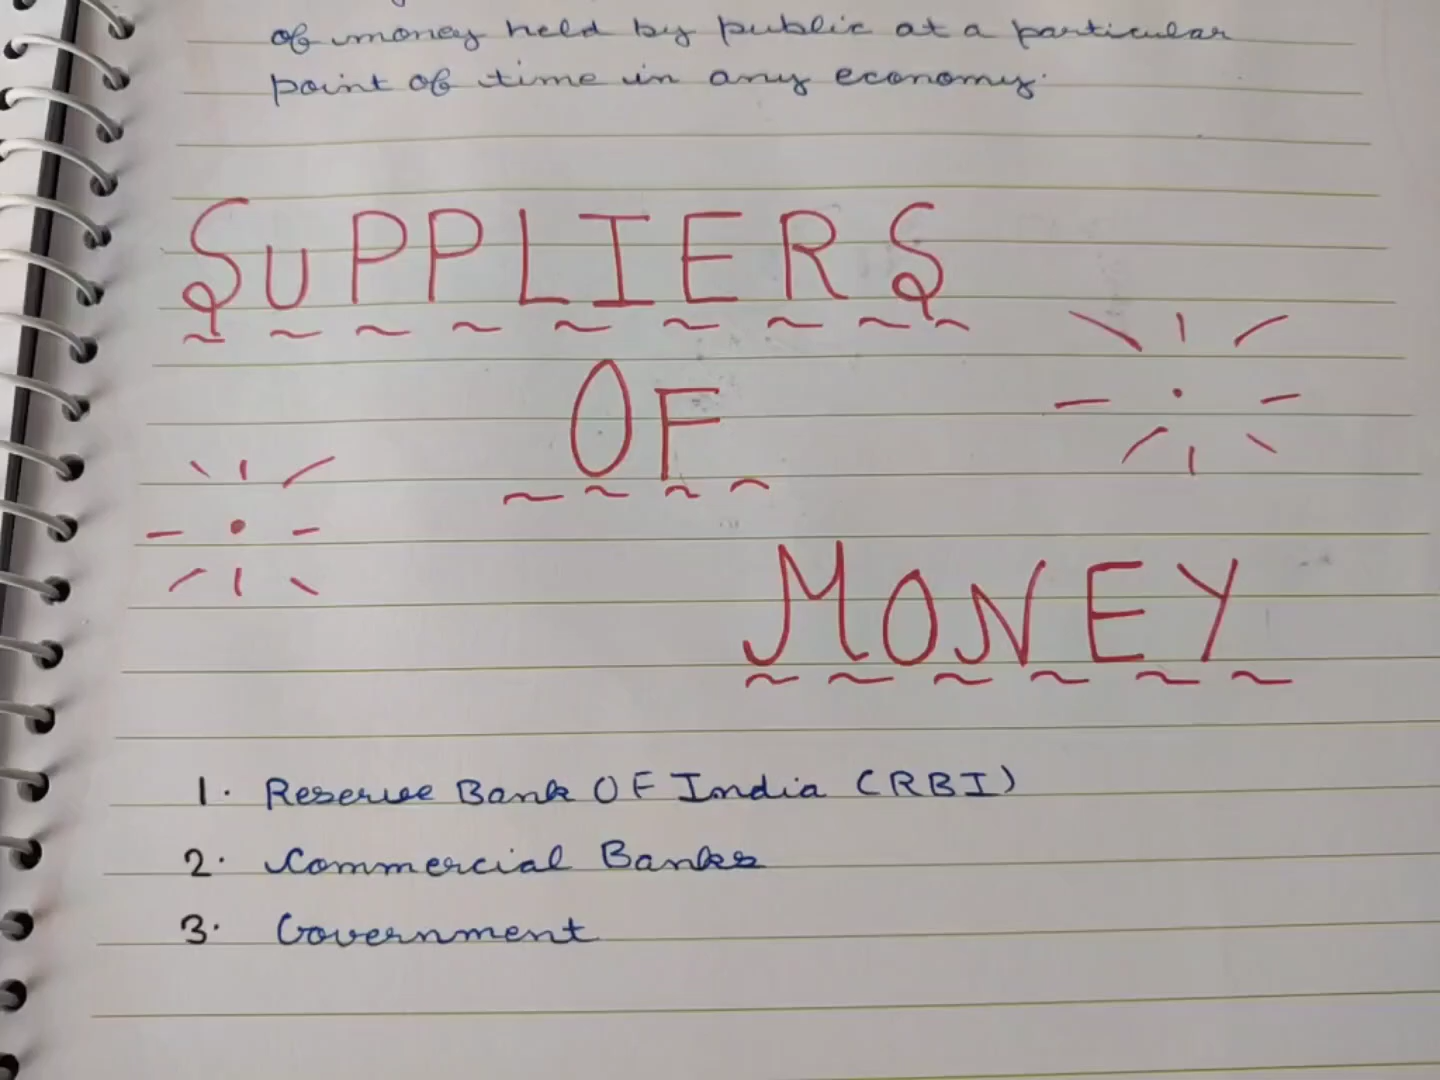 of money held by public at a particular
point of time in any economy.
SUPPLIERS
OF
MONEY
1. Reserve Bank OF India (RBI)
2. Commercial Banks
3. Government